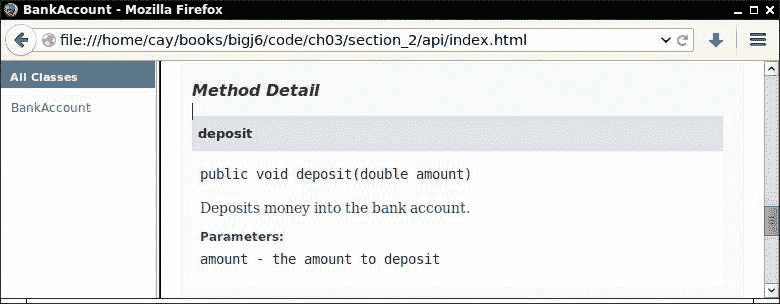 BankAccount - Mozilla Firefox
file:///home/cay/books/bigj6/code/ch03/section_2/api/index.html
All Classes
BankAccount
Method Detail
deposit
public void deposit(double amount)
Deposits money into the bank account.
Parameters:
amount - the amount to deposit